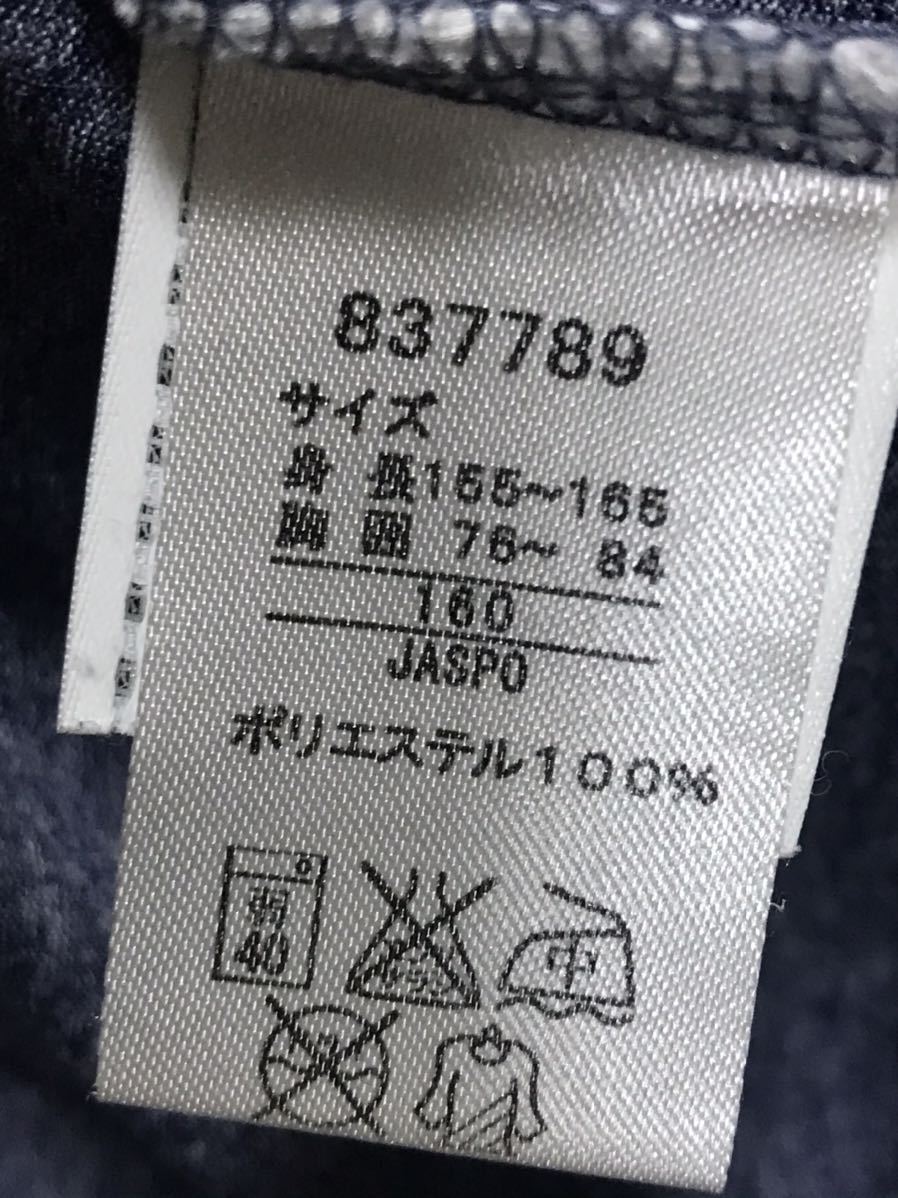 837789
サイズ
身長155~165
胸囲 76~ 84
160
JASPO
ポリエステル100%
弱
40
中